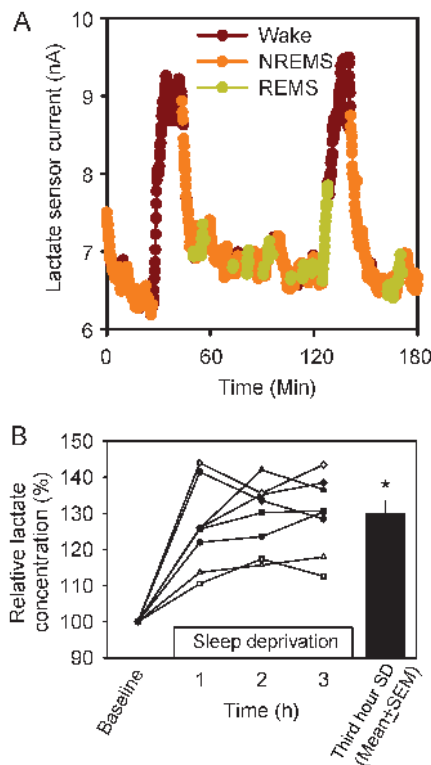 A
Lactate sensor current (nA)
10
9
8
7
6
Wake
NREMS
REMS
0
60
120
180
Time (Min)
B
Relative lactate
concentration (%)
150
140
130
120
110
100
90
*
Sleep deprivation
Baseline
1
2
3
Time (h)
Third hour SD
(Mean±SEM)